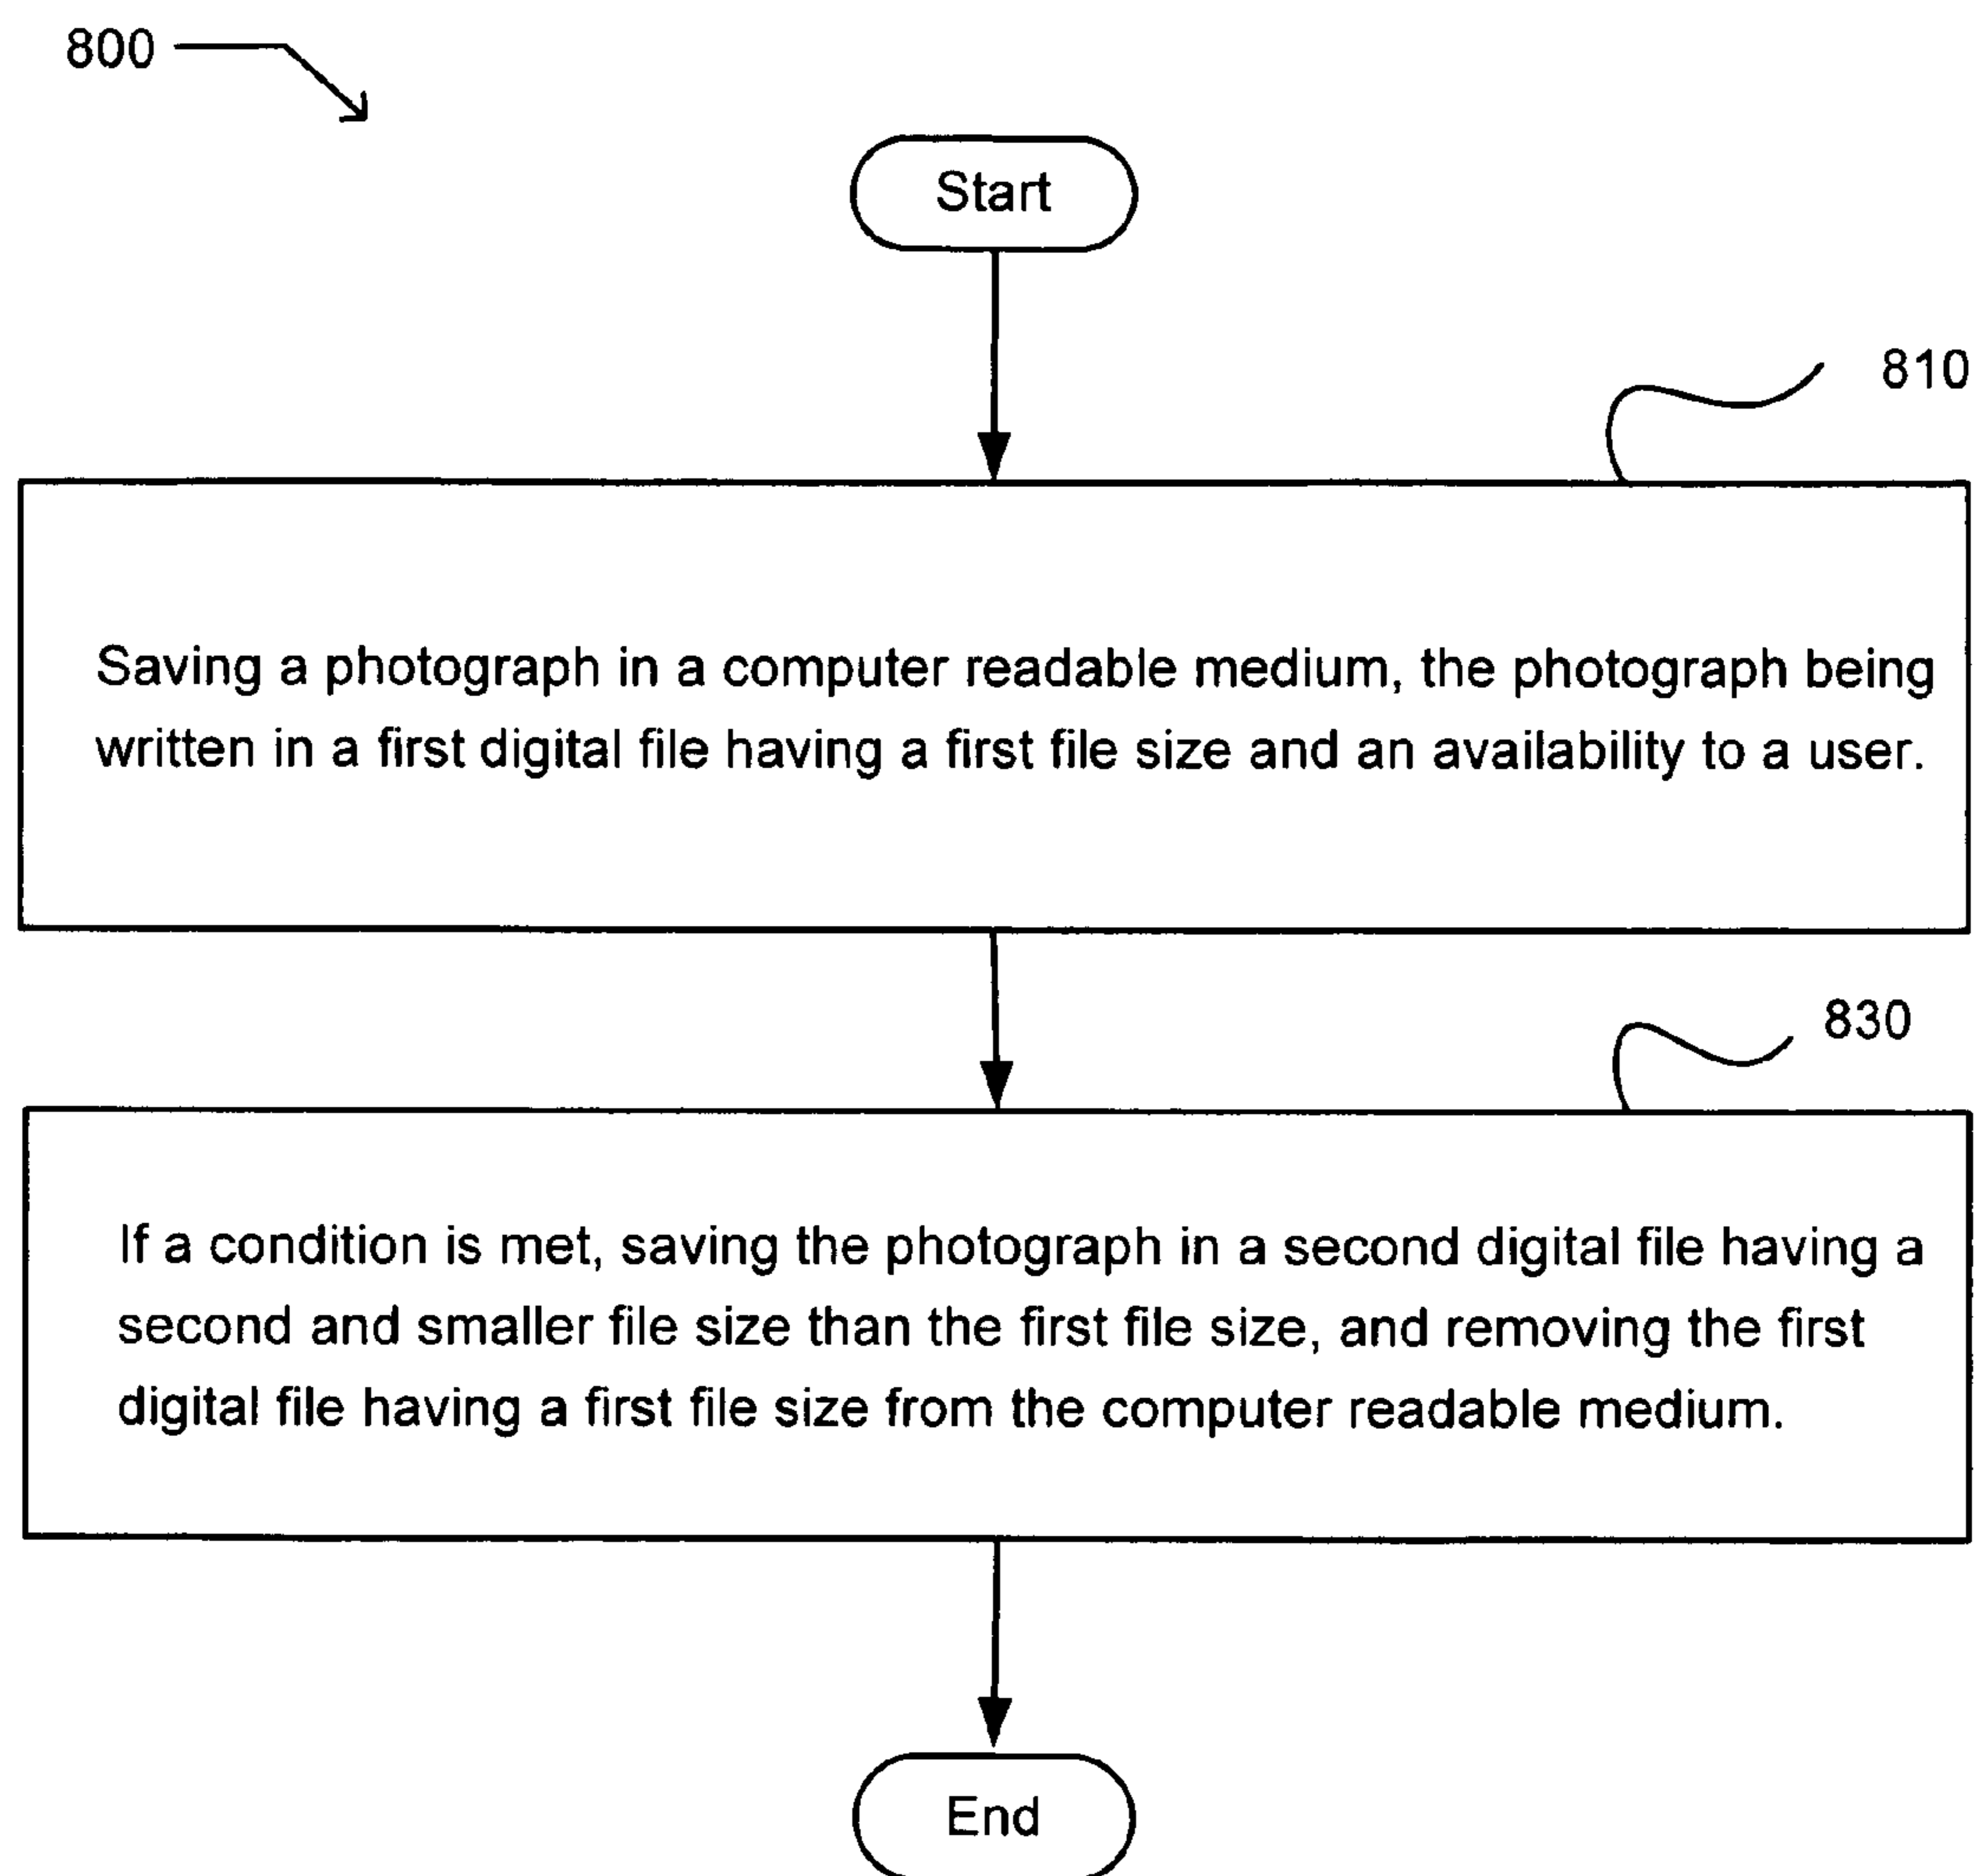 800
Start
810
Saving a photograph in a computer readable medium, the photograph being
written in a first digital file having a first file size and an availability to a user.
830
If a condition is met, saving the photograph in a second digital file having a
second and smaller file size than the first file size, and removing the first
digital file having a first file size from the computer readable medium.
End